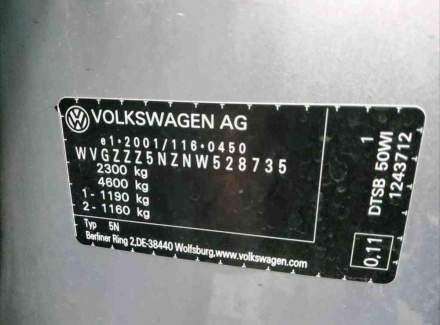 VOLKSWAGEN AG
e1*2001/116*0450
WVGZZZ5NZNW528735
2300 kg
4600 kg
1- 1190 kg
2- 1160 kg
Typ 5N
Berliner Ring 2,DE-38440 Wolfsburg,www.volkswagen.com
0,11
DTSB 50WI
1
1243712